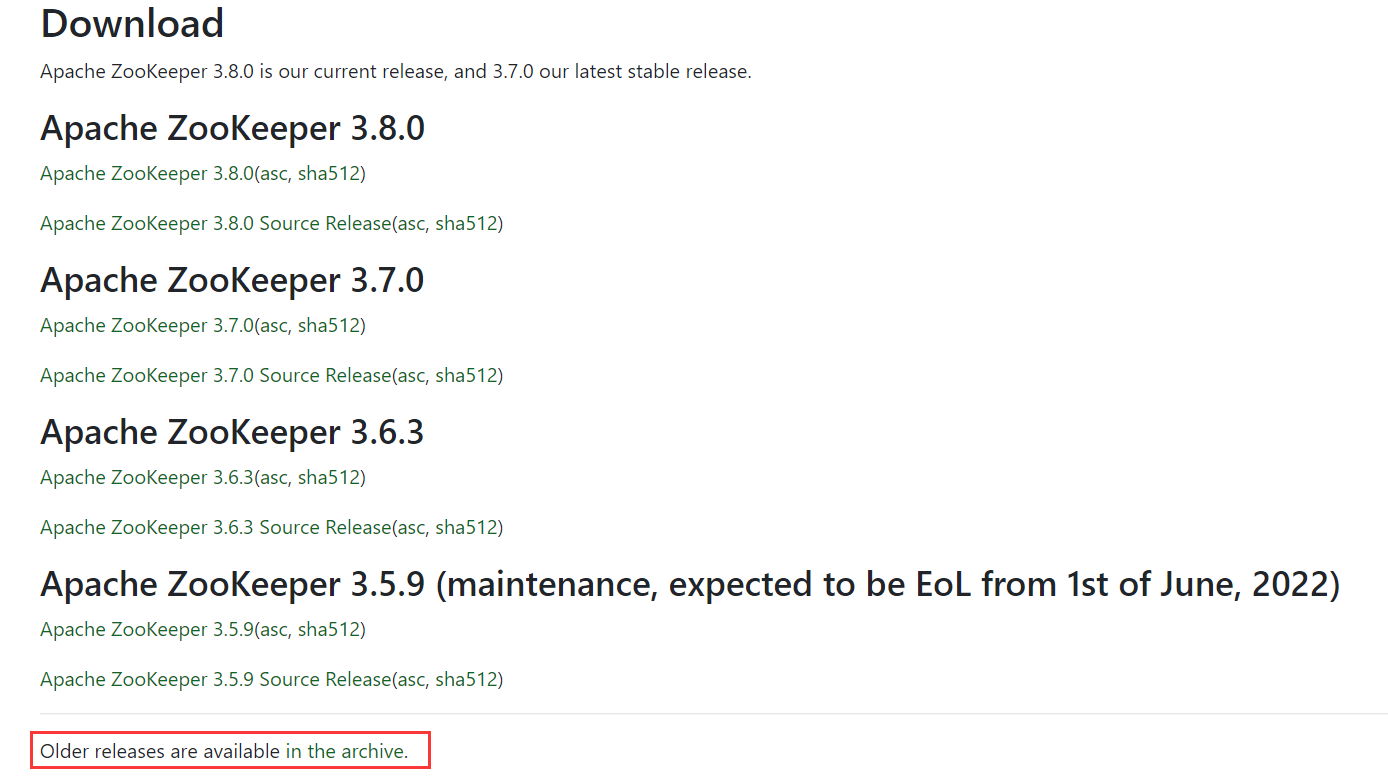 Download
Apache ZooKeeper 3.8.0 is our current release, and 3.7.0 our latest stable release.
Apache ZooKeeper 3.8.0
Apache ZooKeeper 3.8.0(asc, sha512)
Apache ZooKeeper 3.8.0 Source Release(asc, sha512)
Apache ZooKeeper 3.7.0
Apache ZooKeeper 3.7.0(asc, sha512)
Apache ZooKeeper 3.7.0 Source Release(asc, sha512)
Apache ZooKeeper 3.6.3
Apache ZooKeeper 3.6.3(asc, sha512)
Apache ZooKeeper 3.6.3 Source Release(asc, sha512)
Apache ZooKeeper 3.5.9 (maintenance, expected to be EoL from 1st of June, 2022)
Apache ZooKeeper 3.5.9(asc, sha512)
Apache ZooKeeper 3.5.9 Source Release(asc, sha512)
Older releases are available in the archive.